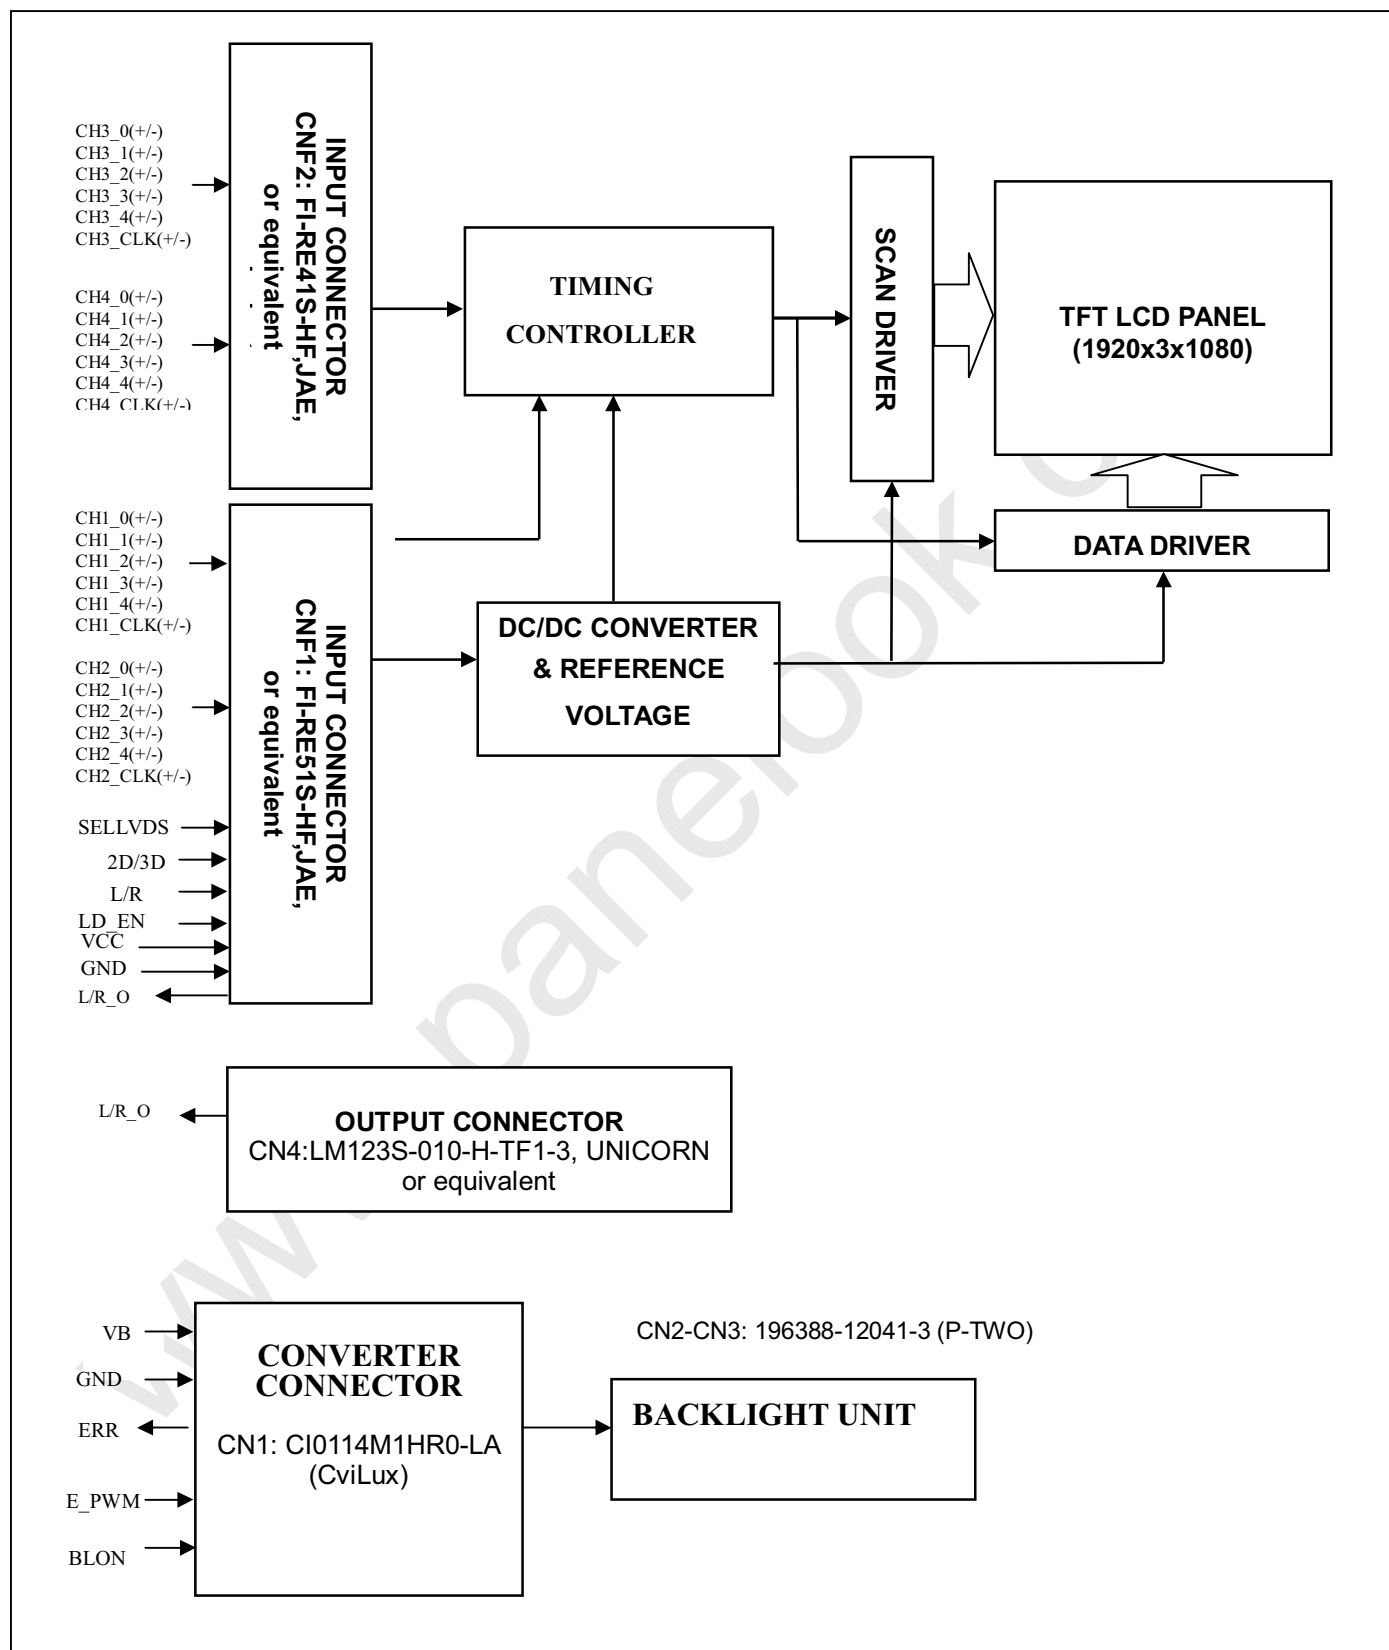 CH3_0(+/-)
CH3_1(+/-)
CH3_2(+/-)
CH3_3(+/-)
CH3_4(+/-)
CH3_CLK(+/-)
CH4_0(+/-)
CH4_1(+/-)
CH4_2(+/-)
CH4_3(+/-)
CH4_4(+/-)
CH4_CLK(+/-)
INPUT CONNECTOR
CNF2: FI-RE41S-HF,JAE,
or equivalent
TIMING
CONTROLLER
SCAN DRIVER
TFT LCD PANEL
(1920x3x1080)
DATA DRIVER
CH1_0(+/-)
CH1_1(+/-)
CH1_2(+/-)
CH1_3(+/-)
CH1_4(+/-)
CH1_CLK(+/-)
CH2_0(+/-)
CH2_1(+/-)
CH2_2(+/-)
CH2_3(+/-)
CH2_4(+/-)
CH2_CLK(+/-)
SELLVDS
2D/3D
L/R
LD_EN
VCC
GND
L/R_O
INPUT CONNECTOR
CNF1: FI-RE51S-HF,JAE,
or equivalent
DC/DC CONVERTER
& REFERENCE
VOLTAGE
L/R_O
OUTPUT CONNECTOR
CN4:LM123S-010-H-TF1-3, UNICORN
or equivalent
VB
GND
ERR
E_PWM
BLON
CONVERTER
CONNECTOR
CN1: CI0114M1HR0-LA
(CviLux)
CN2-CN3: 196388-12041-3 (P-TWO)
BACKLIGHT UNIT